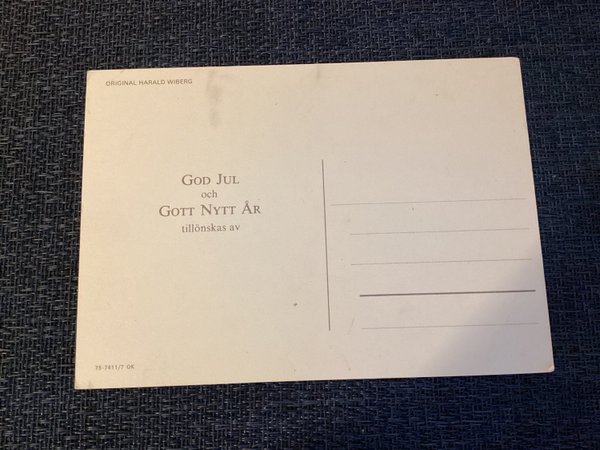 ORIGINAL HARALD WIBERG
GOD JUL
och
GOTT NYTT ÅR
tillönskas av
75-7411/7 OK